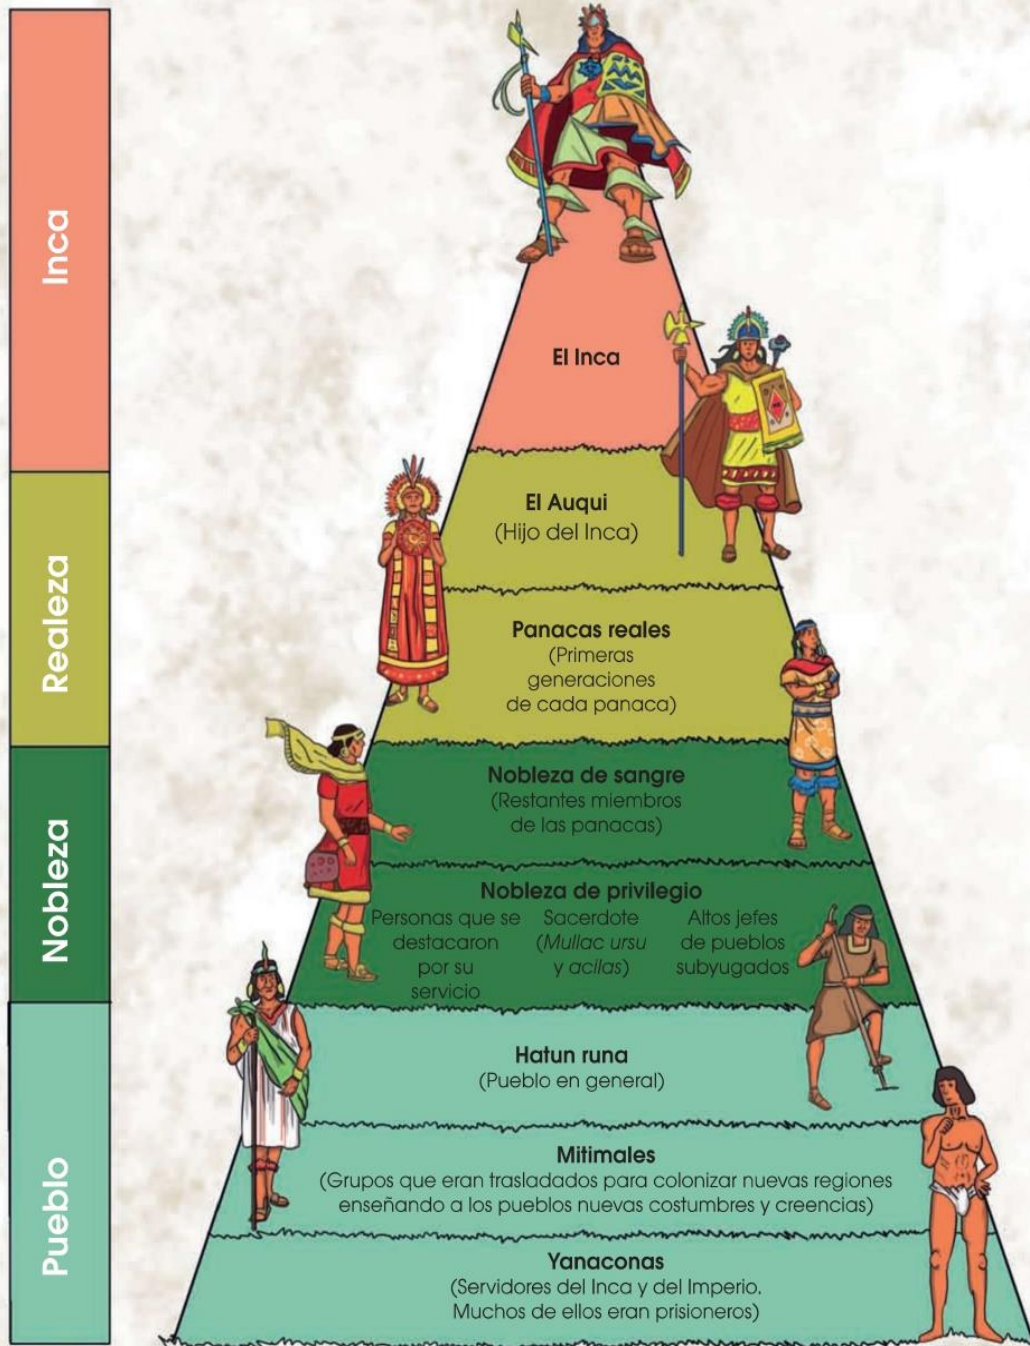 Inca
El Inca
Realeza
El Auqui
(Hijo del Inca)
Panacas reales
(Primeras
generaciones
de cada panaca)
Nobleza
Nobleza de sangre
(Restantes miembros
de las panacas)
Nobleza de privilegio
Personas que se
destacaron
por su
servicio
Sacerdote
(Mullac ursu
y acilas)
Altos jefes
de pueblos
subyugados
Pueblo
Hatun runa
(Pueblo en general)
Mitimales
(Grupos que eran trasladados para colonizar nuevas regiones
enseñando a los pueblos nuevas costumbres y creencias)
Yanaconas
(Servidores del Inca y del Imperio.
Muchos de ellos eran prisioneros)